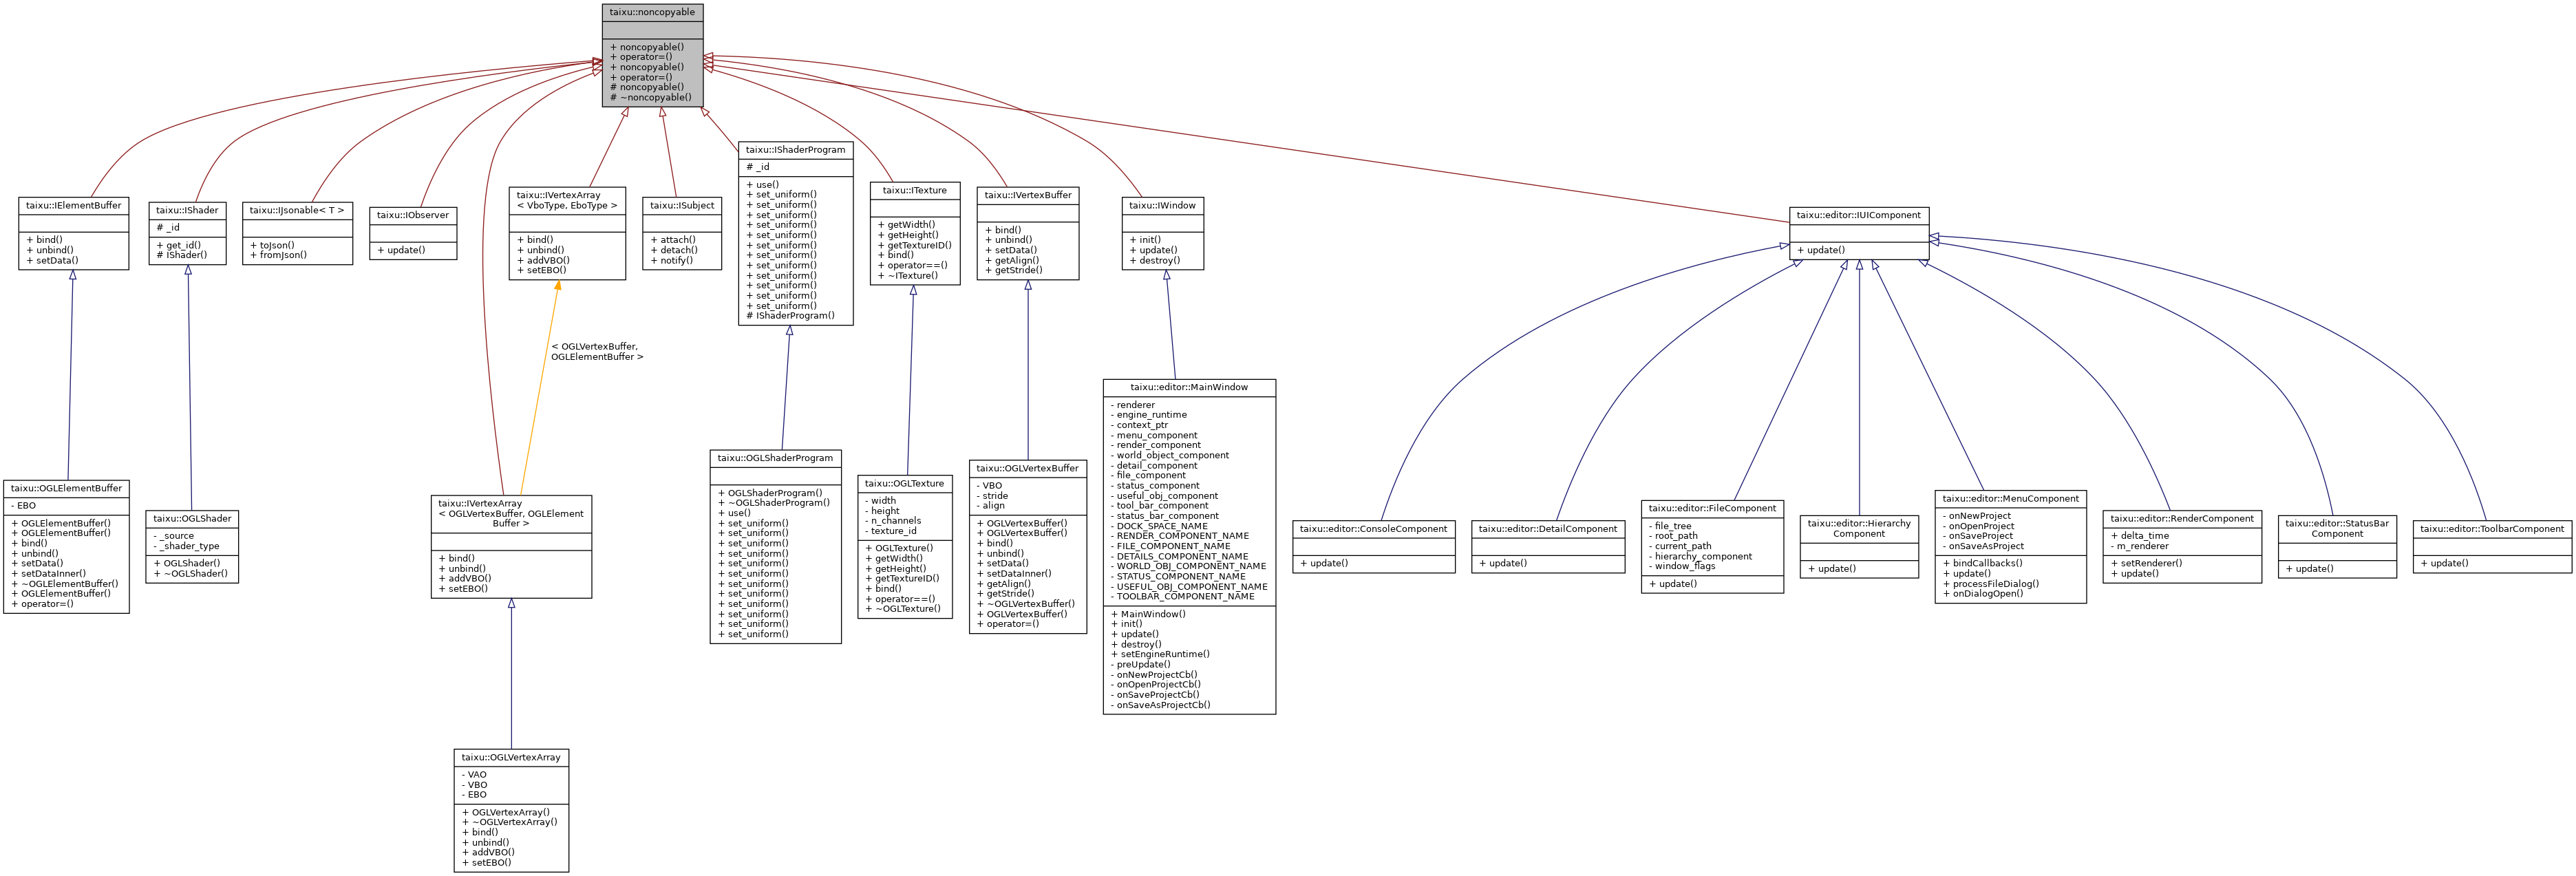 taixu::noncopyable
+ noncopyable()
+ operator=()
+ noncopyable()
+ operator=()
# noncopyable()
# ~noncopyable()
taixu::IElementBuffer
+ bind()
+ unbind()
+ setData()
taixu::IShader
# _id
+ get_id()
# IShader()
taixu::IJsonable< T >
+ toJson()
+ fromJson()
taixu::IObserver
+ update()
taixu::IVertexArray
< VboType, EboType >
+ bind()
+ unbind()
+ addVBO()
+ setEBO()
taixu::ISubject
+ attach()
+ detach()
+ notify()
taixu::IShaderProgram
# _id
+ use()
+ set_uniform()
+ set_uniform()
+ set_uniform()
+ set_uniform()
+ set_uniform()
+ set_uniform()
+ set_uniform()
+ set_uniform()
+ set_uniform()
+ set_uniform()
+ set_uniform()
+ set_uniform()
# IShaderProgram()
taixu::ITexture
+ getWidth()
+ getHeight()
+ getTextureID()
+ bind()
+ operator==()
+ ~ITexture()
taixu::IVertexBuffer
+ bind()
+ unbind()
+ setData()
+ getAlign()
+ getStride()
taixu::IWindow
+ init()
+ update()
+ destroy()
taixu::editor::IUIComponent
+ update()
< OGLVertexBuffer,
OGLElementBuffer >
taixu::OGLElementBuffer
- EBO
+ OGLElementBuffer()
+ OGLElementBuffer()
+ bind()
+ unbind()
+ setData()
+ setDataInner()
+ ~OGLElementBuffer()
+ OGLElementBuffer()
+ operator=()
taixu::OGLShader
- _source
- _shader_type
+ OGLShader()
+ ~OGLShader()
taixu::IVertexArray
< OGLVertexBuffer, OGLElement
Buffer >
+ bind()
+ unbind()
+ addVBO()
+ setEBO()
taixu::OGLShaderProgram
+ OGLShaderProgram()
+ ~OGLShaderProgram()
+ use()
+ set_uniform()
+ set_uniform()
+ set_uniform()
+ set_uniform()
+ set_uniform()
+ set_uniform()
+ set_uniform()
+ set_uniform()
+ set_uniform()
+ set_uniform()
+ set_uniform()
+ set_uniform()
taixu::OGLTexture
- width
- height
- n_channels
- texture_id
+ OGLTexture()
+ getWidth()
+ getHeight()
+ getTextureID()
+ bind()
+ operator==()
+ ~OGLTexture()
taixu::OGLVertexBuffer
- VBO
- stride
- align
+ OGLVertexBuffer()
+ OGLVertexBuffer()
+ bind()
+ unbind()
+ setData()
+ setDataInner()
+ getAlign()
+ getStride()
+ ~OGLVertexBuffer()
+ OGLVertexBuffer()
+ operator=()
taixu::editor::MainWindow
- renderer
- engine_runtime
- context_ptr
- menu_component
- render_component
- world_object_component
- detail_component
- file_component
- status_component
- useful_obj_component
- tool_bar_component
- status_bar_component
- DOCK_SPACE_NAME
- RENDER_COMPONENT_NAME
- FILE_COMPONENT_NAME
- DETAILS_COMPONENT_NAME
- WORLD_OBJ_COMPONENT_NAME
- STATUS_COMPONENT_NAME
- USEFUL_OBJ_COMPONENT_NAME
- TOOLBAR_COMPONENT_NAME
+ MainWindow()
+ init()
+ update()
+ destroy()
+ setEngineRuntime()
- preUpdate()
- onNewProjectCb()
- onOpenProjectCb()
- onSaveProjectCb()
- onSaveAsProjectCb()
taixu::editor::ConsoleComponent
+ update()
taixu::editor::DetailComponent
+ update()
taixu::editor::FileComponent
- file_tree
- root_path
- current_path
- hierarchy_component
- window_flags
+ update()
taixu::editor::Hierarchy
Component
+ update()
taixu::editor::MenuComponent
- onNewProject
- onOpenProject
- onSaveProject
- onSaveAsProject
+ bindCallbacks()
+ update()
+ processFileDialog()
+ onDialogOpen()
taixu::editor::RenderComponent
+ delta_time
- m_renderer
+ setRenderer()
+ update()
taixu::editor::StatusBar
Component
+ update()
taixu::editor::ToolbarComponent
+ update()
taixu::OGLVertexArray
- VAO
- VBO
- EBO
+ OGLVertexArray()
+ ~OGLVertexArray()
+ bind()
+ unbind()
+ addVBO()
+ setEBO()